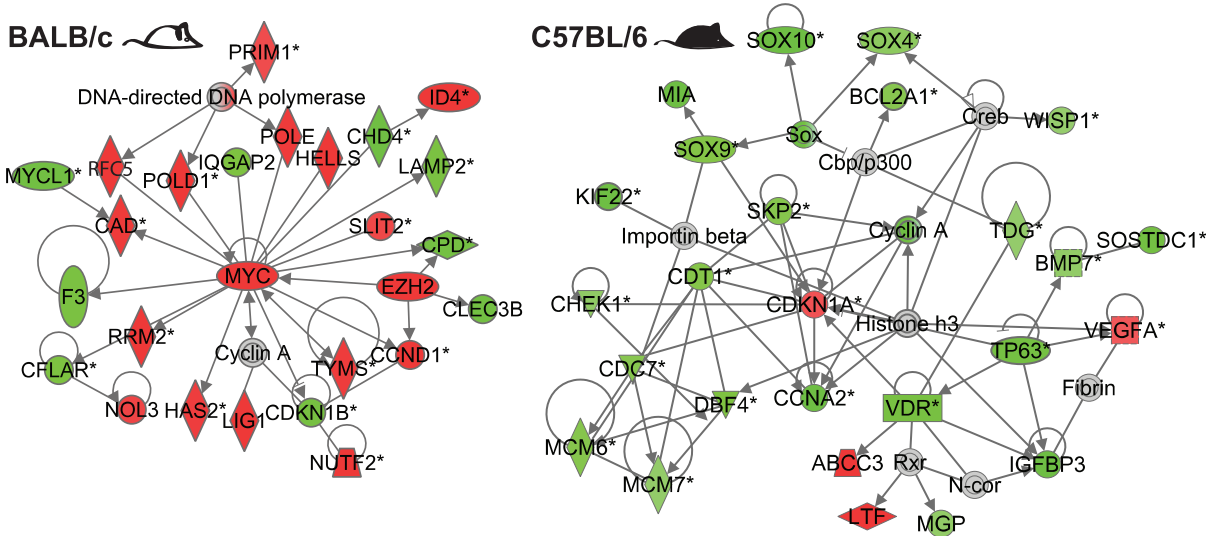 BALB/c
PRIM1*
DNA-directed DNA polymerase
ID4*
POLE
CHD4*
HELLS
RFC5
IQGAP2
LAMP2*
MYCL1*
POLD1*
CAD*
SLIT2*
CPD*
MYC
EZH2
F3
CLEC3B
RRM2*
Cyclin A
TYMS*
CCND1*
CFLAR*
NOL3
HAS2*
LIG1
CDKN1B*
NUTF2*
C57BL/6
SOX10*
SOX4*
MIA
BCL2A1*
Creb
WISP1*
Sox
SOX9*
Cbp/p300
KIF22*
SKP2*
Importin beta
Cyclin A
TDG*
SOSTDC1*
BMP7*
CDT1*
CHEK1*
CDKN1A*
Histone h3
VEGFA*
TP63*
CDC7*
Fibrin
DBF4*
CCNA2*
VDR*
MCM6*
ABCC3
Rxr
IGFBP3
MCM7*
N-cor
LTF
MGP